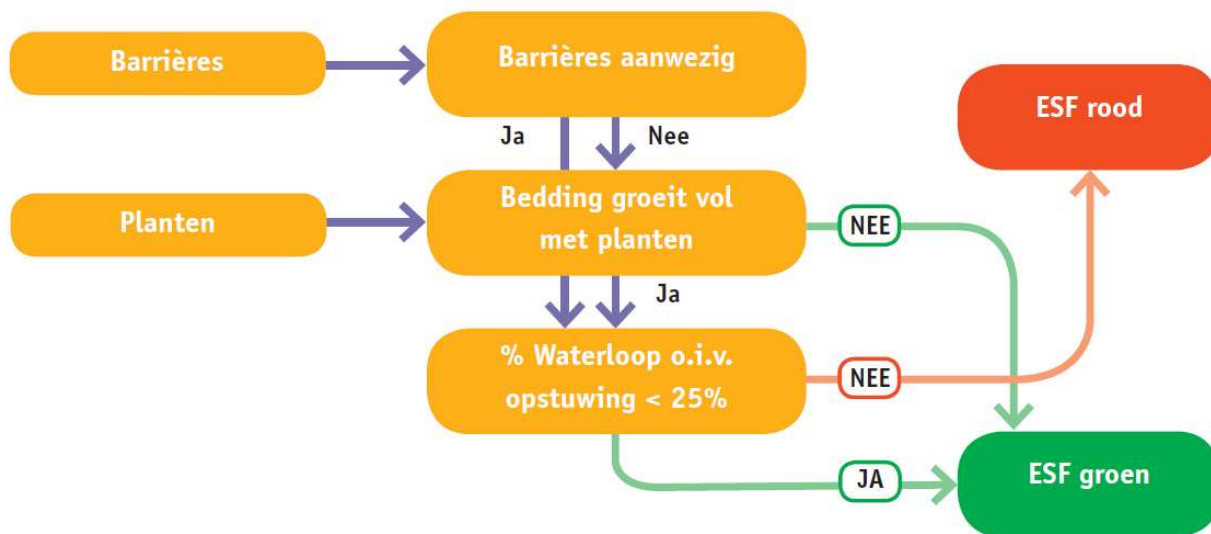 Barrières
Barrières aanwezig
ESF rood
Ja
Nee
Planten
Bedding groeit vol
met planten
NEE
Ja
% Waterloop o.i.v.
opstuwing < 25%
NEE
JA
ESF groen